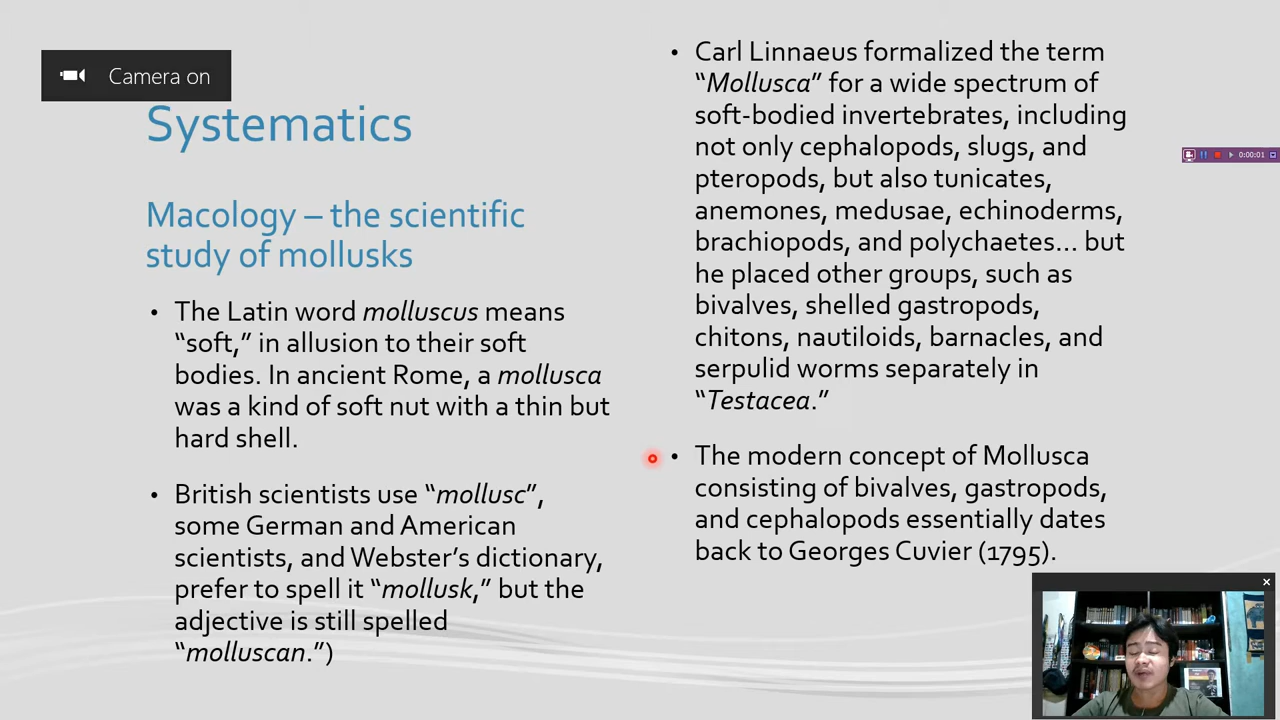 Camera on
Systematics
Macology – the scientific
study of mollusks
• The Latin word molluscus means
“soft,” in allusion to their soft
bodies. In ancient Rome, a mollusca
was a kind of soft nut with a thin but
hard shell.
• British scientists use “mollusc”,
some German and American
scientists, and Webster’s dictionary,
prefer to spell it “mollusk,” but the
adjective is still spelled
“molluscan.”)
• Carl Linnaeus formalized the term
“Mollusca” for a wide spectrum of
soft-bodied invertebrates, including
not only cephalopods, slugs, and
pteropods, but also tunicates,
anemones, medusae, echinoderms,
brachiopods, and polychaetes... but
he placed other groups, such as
bivalves, shelled gastropods,
chitons, nautiloids, barnacles, and
serpulid worms separately in
“Testacea.”
• The modern concept of Mollusca
consisting of bivalves, gastropods,
and cephalopods essentially dates
back to Georges Cuvier (1795).
0:00:01